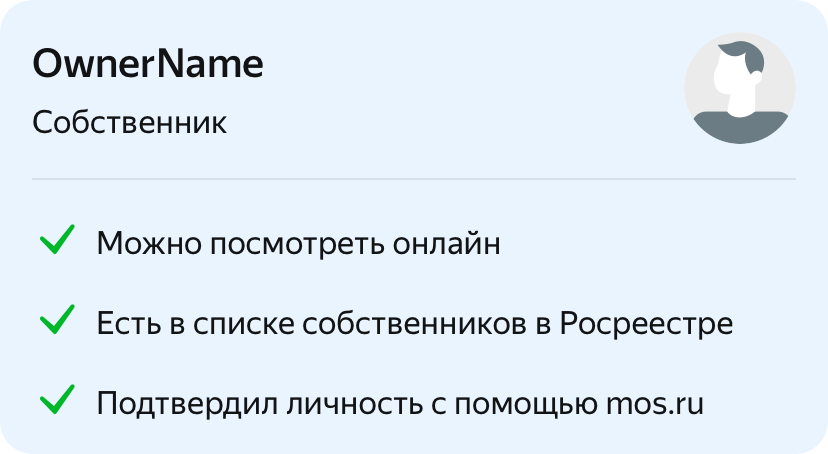 OwnerName
Собственник
Можно посмотреть онлайн
Есть в списке собственников в Росреестре
Подтвердил личность с помощью mos.ru